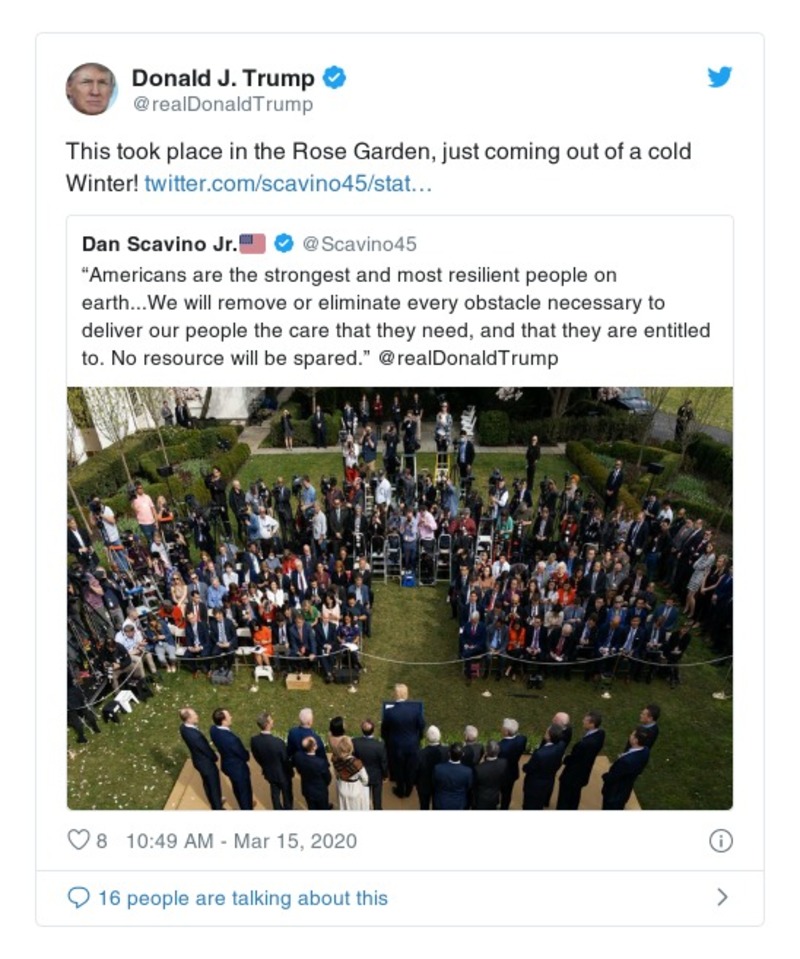 Donald J. Trump
@realDonaldTrump
This took place in the Rose Garden, just coming out of a cold
Winter! twitter.com/scavino45/stat…
Dan Scavino Jr.🇺🇸 @Scavino45
“Americans are the strongest and most resilient people on
earth...We will remove or eliminate every obstacle necessary to
deliver our people the care that they need, and that they are entitled
to. No resource will be spared.” @realDonaldTrump
8 10:49 AM - Mar 15, 2020
16 people are talking about this